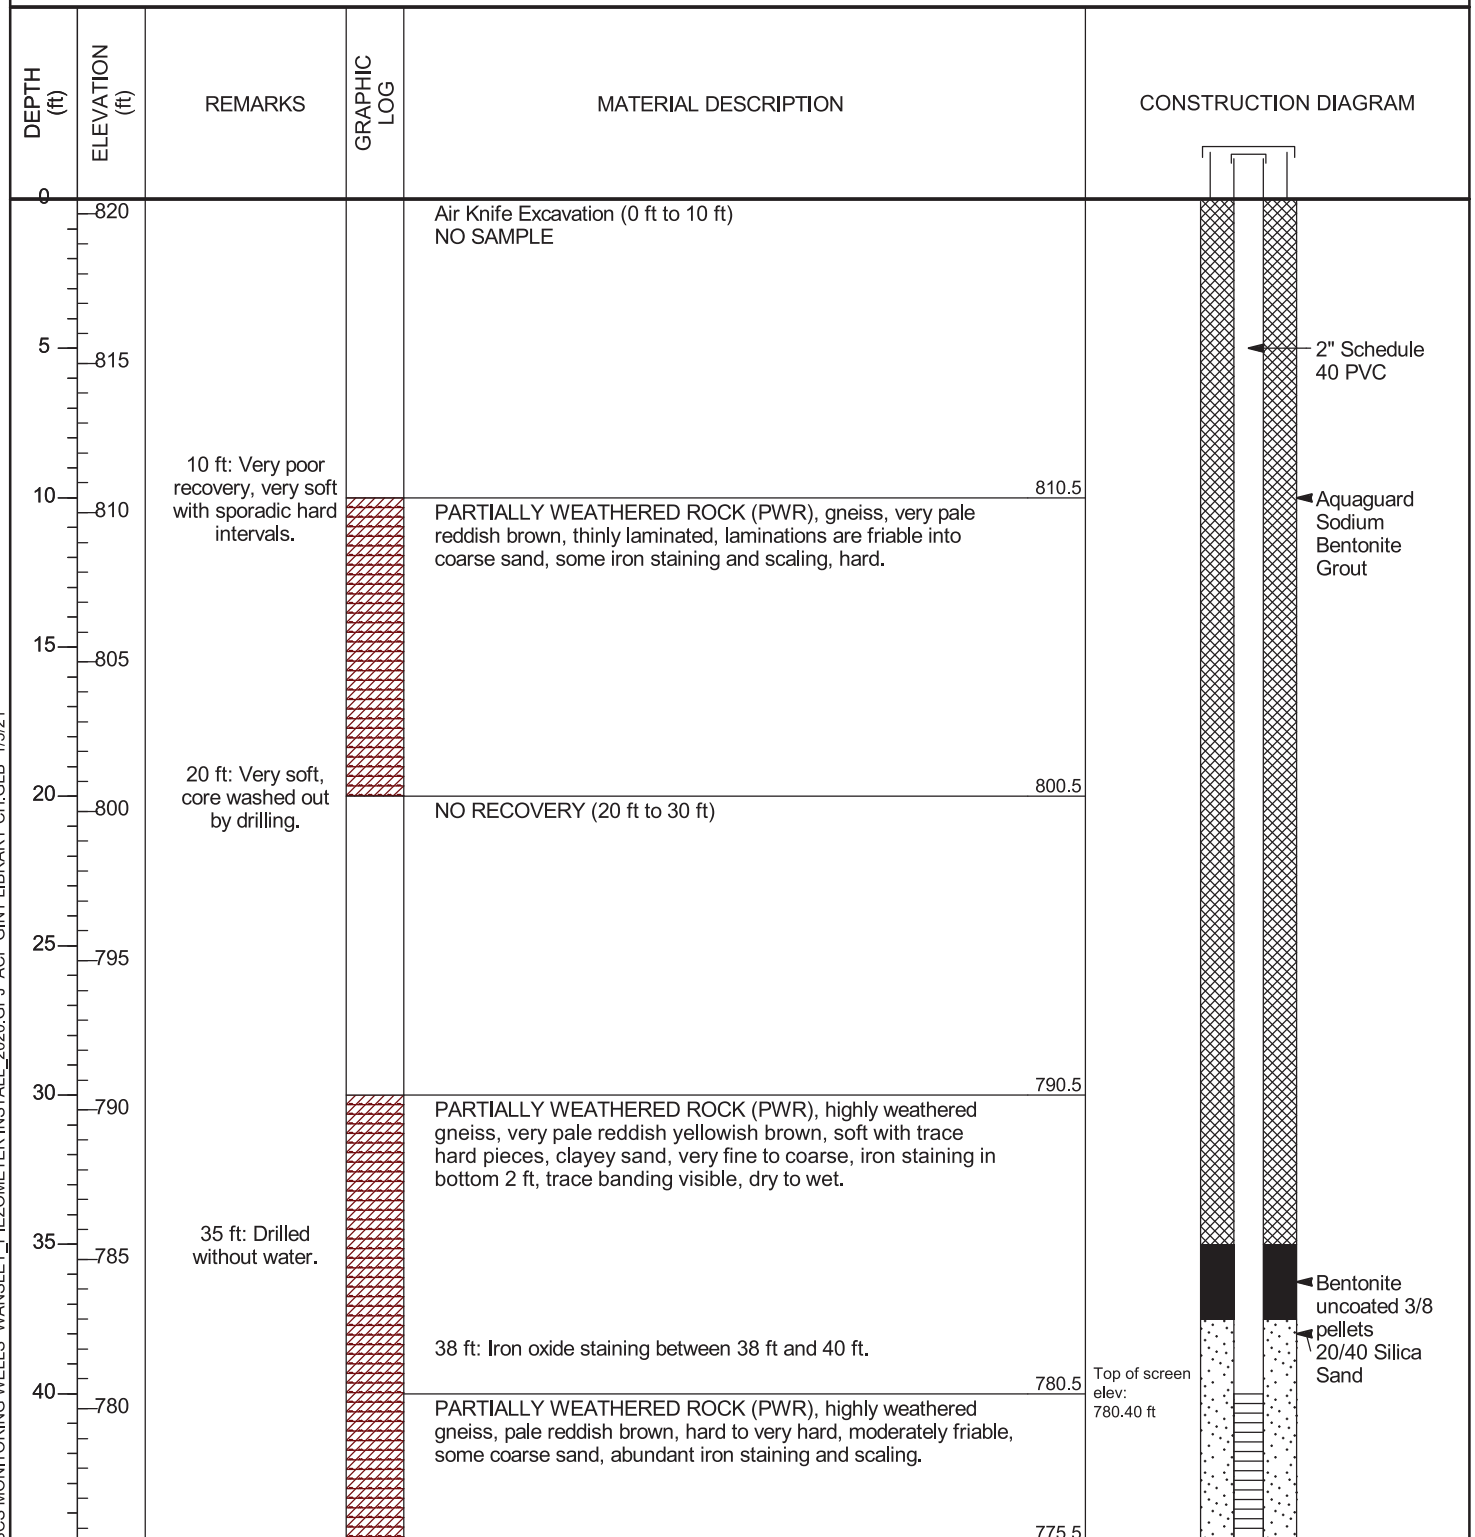 DEPTH
(ft)
ELEVATION
(ft)
REMARKS
GRAPHIC
LOG
MATERIAL DESCRIPTION
CONSTRUCTION DIAGRAM
0
820
Air Knife Excavation (0 ft to 10 ft)
NO SAMPLE
5
815
2" Schedule
40 PVC
10 ft: Very poor
recovery, very soft
with sporadic hard
intervals.
810.5
10
810
PARTIALLY WEATHERED ROCK (PWR), gneiss, very pale
reddish brown, thinly laminated, laminations are friable into
coarse sand, some iron staining and scaling, hard.
Aquaguard
Sodium
Bentonite
Grout
15
805
20 ft: Very soft,
core washed out
by drilling.
800.5
20
800
NO RECOVERY (20 ft to 30 ft)
25
795
790.5
30
790
PARTIALLY WEATHERED ROCK (PWR), highly weathered
gneiss, very pale reddish yellowish brown, soft with trace
hard pieces, clayey sand, very fine to coarse, iron staining in
bottom 2 ft, trace banding visible, dry to wet.
35 ft: Drilled
without water.
35
785
Bentonite
uncoated 3/8
pellets
20/40 Silica
Sand
38 ft: Iron oxide staining between 38 ft and 40 ft.
780.5
Top of screen
elev:
780.40 ft
40
780
PARTIALLY WEATHERED ROCK (PWR), highly weathered
gneiss, pale reddish brown, hard to very hard, moderately friable,
some coarse sand, abundant iron staining and scaling.
775.5